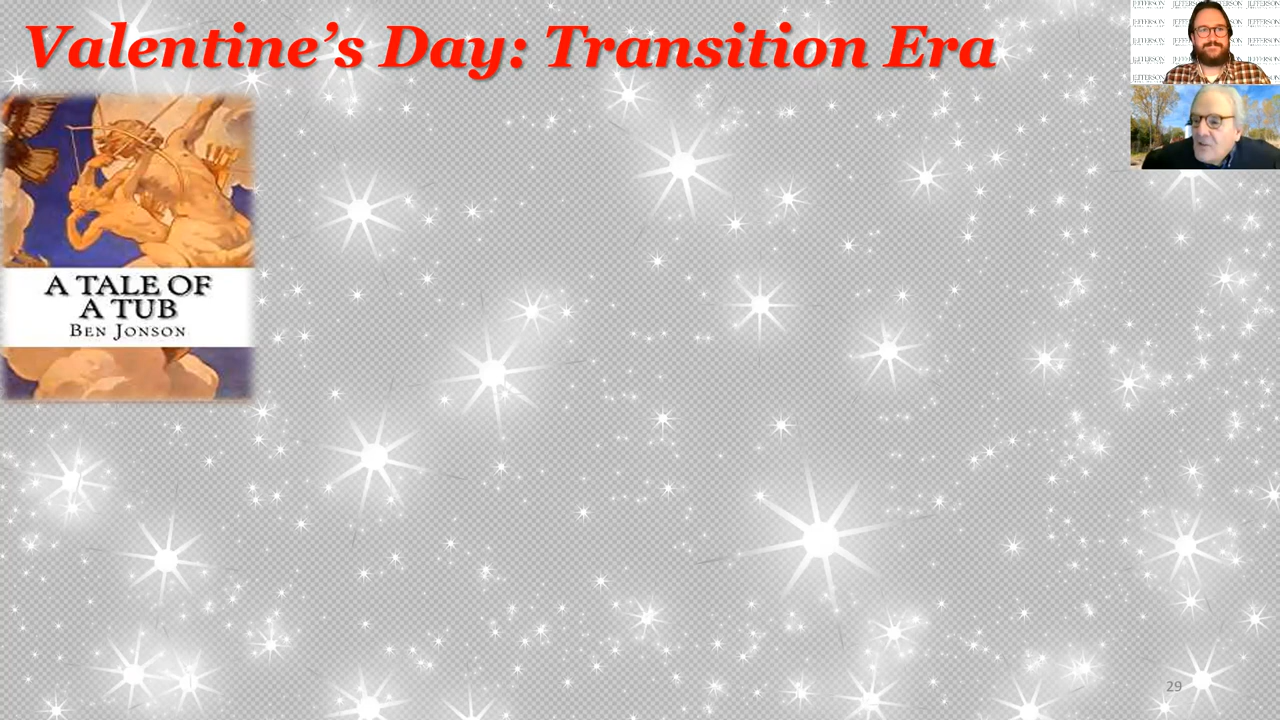 Valentine’s Day: Transition Era
A TALE OF
A TUB
BEN JONSON
29